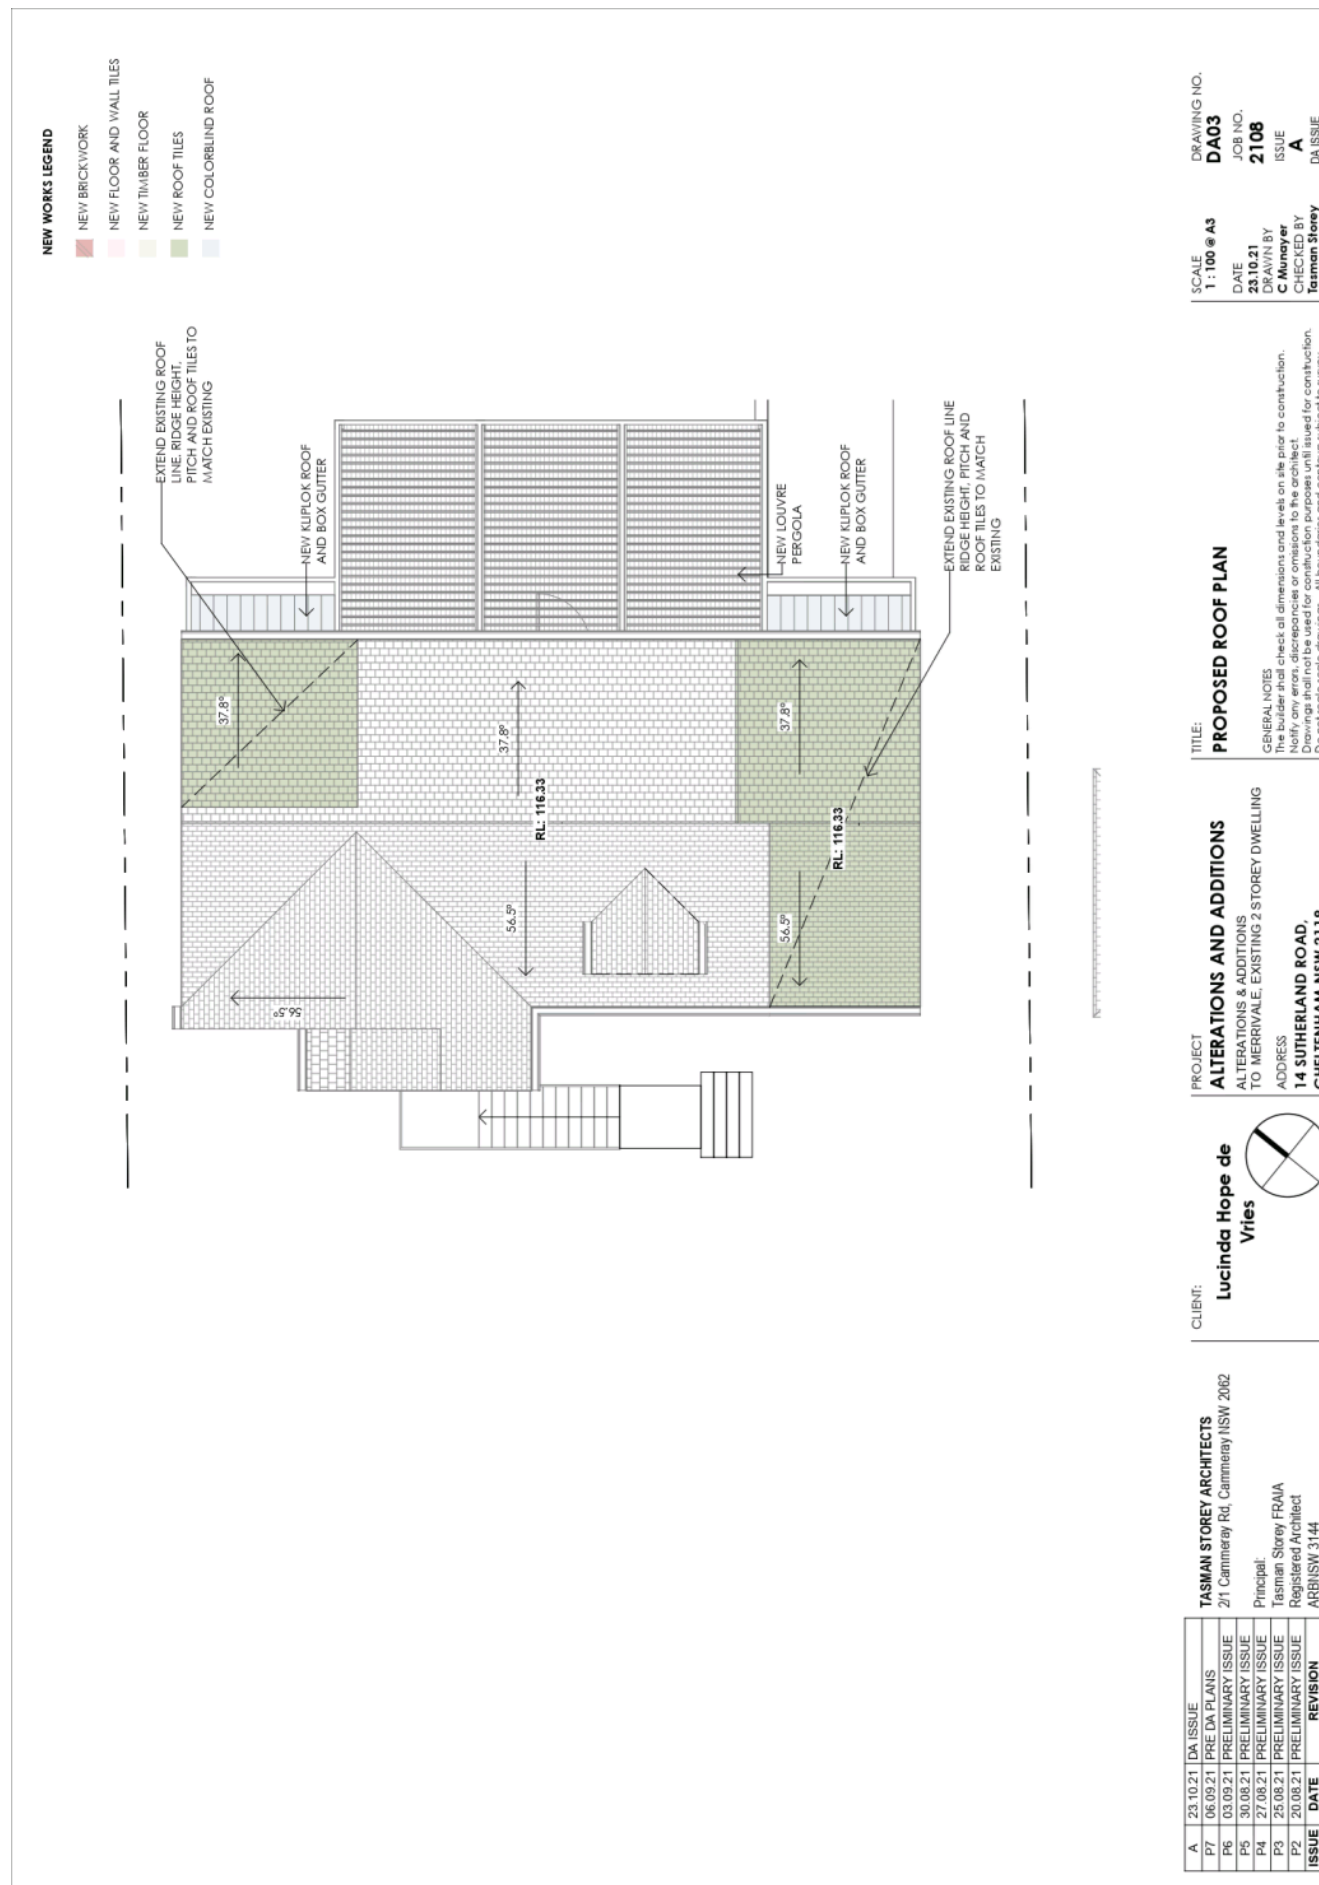 NEW WORKS LEGEND
NEW BRICKWORK
NEW FLOOR AND WALL TILES
NEW TIMBER FLOOR
NEW ROOF TILES
NEW COLORBLIND ROOF
EXTEND EXISTING ROOF
LINE, RIDGE HEIGHT,
PITCH AND ROOF TILES TO
MATCH EXISTING
NEW KLIPLOK ROOF
AND BOX GUTTER
NEW LOUVRE
PERGOLA
NEW KLIPLOK ROOF
AND BOX GUTTER
EXTEND EXISTING ROOF LINE
RIDGE HEIGHT, PITCH AND
ROOF TILES TO MATCH
EXISTING
37.8°
37.8°
37.8°
RL: 116.33
RL: 116.33
56.5°
56.5°
56.5°
A 23.10.21 DA ISSUE
P7 06.09.21 PRE DA PLANS
P6 03.09.21 PRELIMINARY ISSUE
P5 30.08.21 PRELIMINARY ISSUE
P4 27.08.21 PRELIMINARY ISSUE
P3 25.08.21 PRELIMINARY ISSUE
P2 20.08.21 PRELIMINARY ISSUE
ISSUE DATE REVISION
TASMAN STOREY ARCHITECTS
2/1 Cammeray Rd, Cammeray NSW 2062
Principal:
Tasman Storey FRAIA
Registered Architect
ARBNSW 3144
CLIENT:
Lucinda Hope de
Vries
PROJECT
ALTERATIONS AND ADDITIONS
ALTERATIONS & ADDITIONS
TO MERRIVALE, EXISTING 2 STOREY DWELLING
ADDRESS
14 SUTHERLAND ROAD,
CHELTENHAM NSW 2119
TITLE:
PROPOSED ROOF PLAN
GENERAL NOTES
The builder shall check all dimensions and levels on site prior to construction.
Notify any errors, discrepancies or omissions to the architect.
Drawings shall not be used for construction purposes until issued for construction.
SCALE
1 : 100 @ A3
DATE
23.10.21
DRAWN BY
C Munayer
CHECKED BY
Tasman Storey
DRAWING NO.
DA03
JOB NO.
2108
ISSUE
A
DA ISSUE